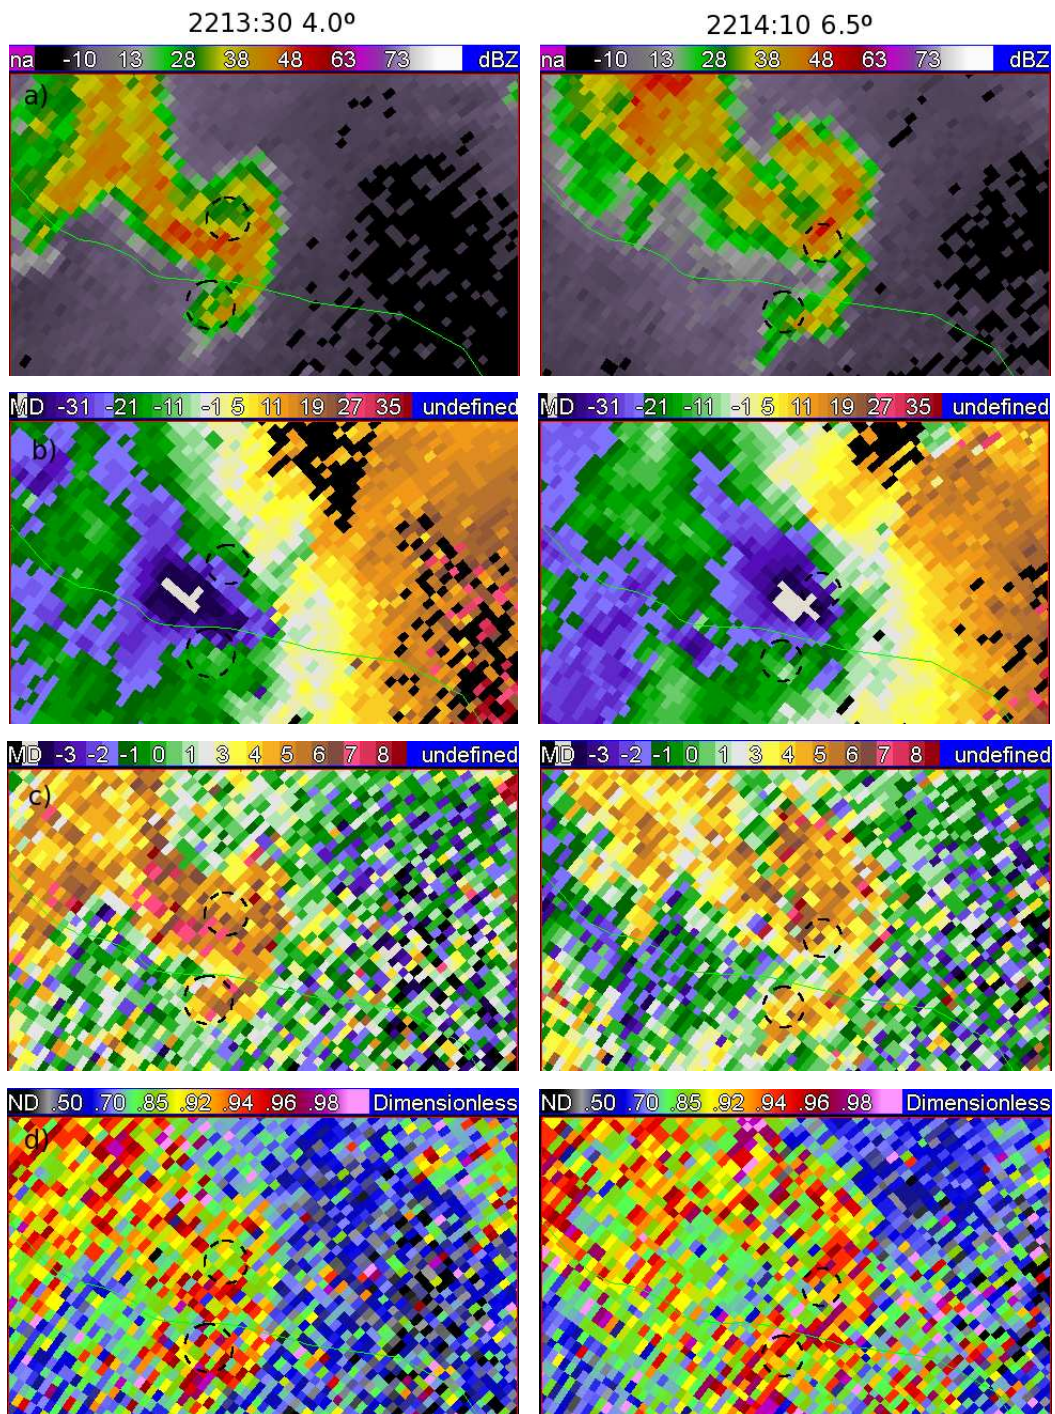 2213:30 4.0º
2214:10 6.5º
na -10 13 28 38 48 63 73 dBZ
na -10 13 28 38 48 63 73 dBZ
a)
MD -31 -21 -11 -1 5 11 19 27 35 undefined
MD -31 -21 -11 -1 5 11 19 27 35 undefined
b)
MD -3 -2 -1 0 1 2 3 4 5 6 7 8 undefined
MD -3 -2 -1 0 1 2 3 4 5 6 7 8 undefined
c)
ND .50 .70 .85 .92 .94 .96 .98 Dimensionless
ND .50 .70 .85 .92 .94 .96 .98 Dimensionless
d)